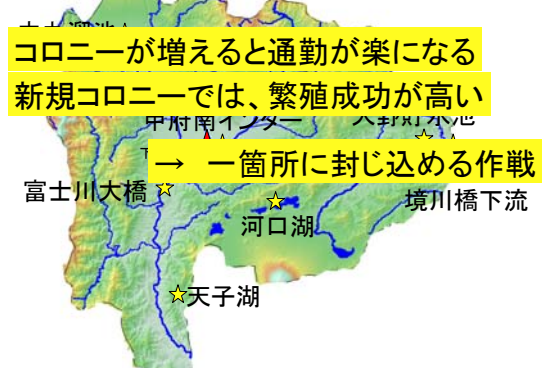 コロニーが増えると通勤が楽になる
新規コロニーでは、繁殖成功が高い
甲府南インター
→ 一箇所に封じ込める作戦
富士川大橋
境川橋下流
河口湖
天子湖